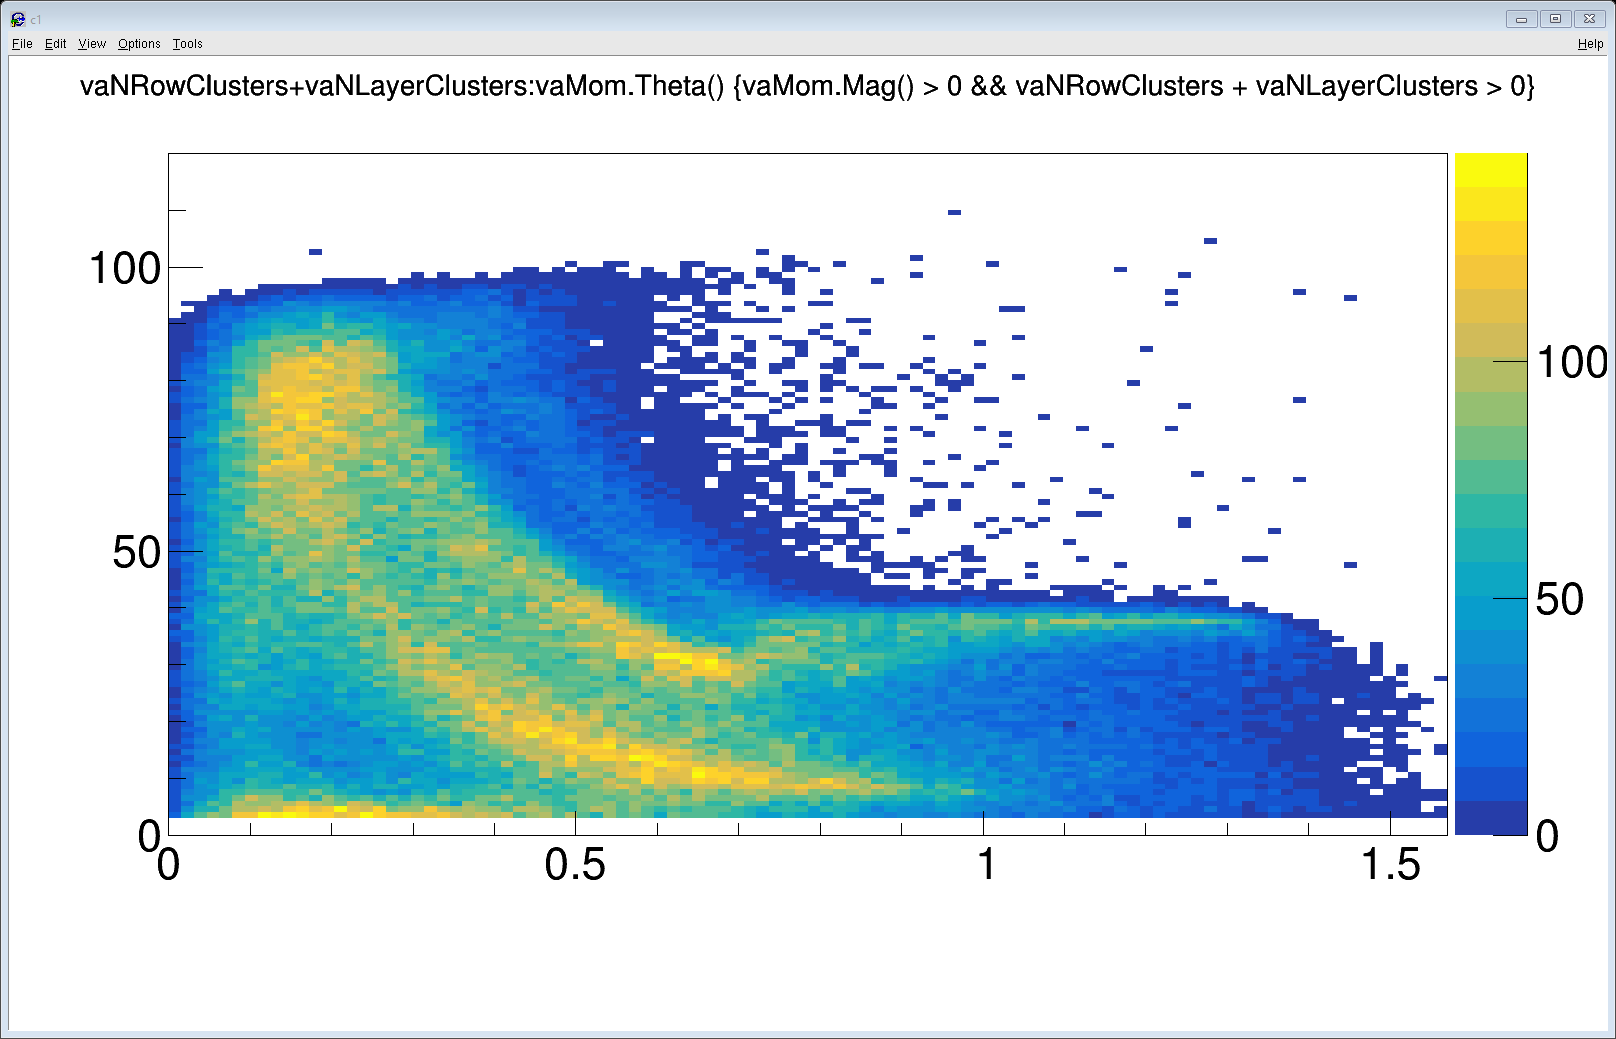 c1
File Edit View Options Tools Help
vaNRowClusters+vaNLayerClusters:vaMom.Theta() {vaMom.Mag() > 0 && vaNRowClusters + vaNLayerClusters > 0}
100
50
0
0 0.5 1 1.5
100
50
0